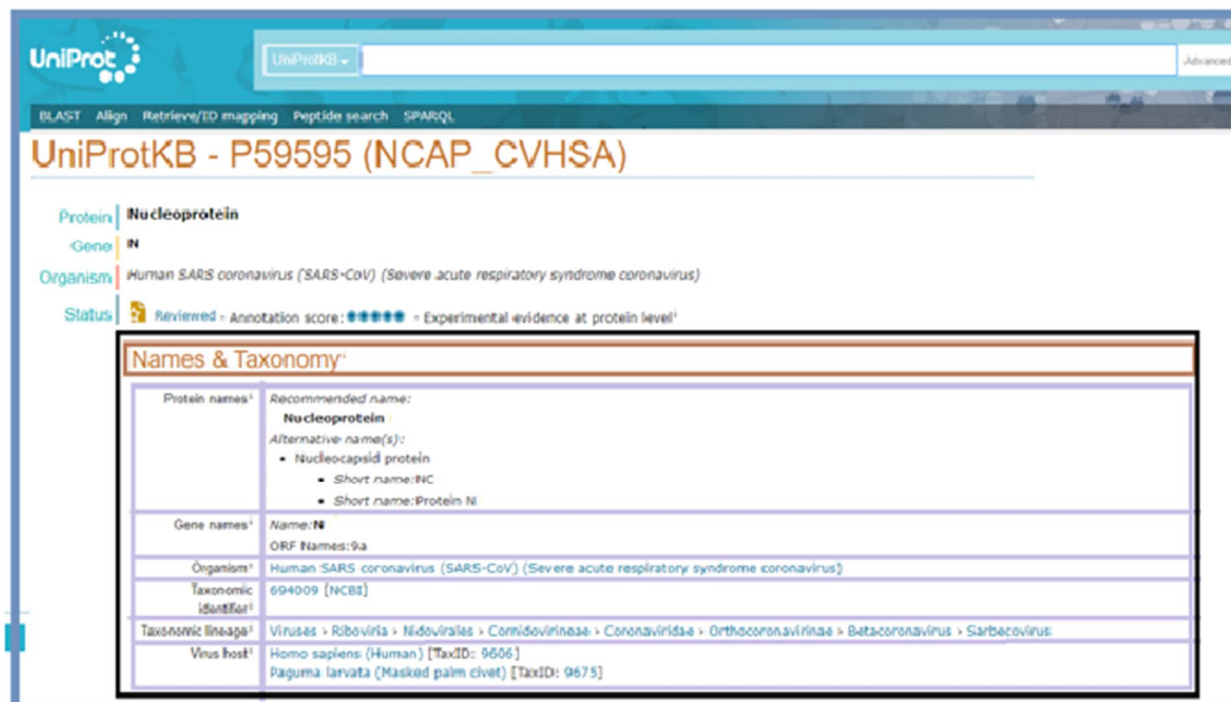 UniProt
UniProtKB
Advanced
BLAST Align Retrieve/ID mapping Peptide search SPARQL
UniProtKB - P59595 (NCAP_CVHSA)
Protein Nucleoprotein
Gene N
Organism Human SARS coronavirus (SARS-CoV) (Severe acute respiratory syndrome coronavirus)
Status Reviewed - Annotation score: - Experimental evidence at protein level i
Names & Taxonomy i
Protein names i Recommended name:
Nucleoprotein
Alternative name(s):
• Nucleocapsid protein
• Short name:NC
• Short name:Protein N
Gene names i Name:N
ORF Names:9a
Organism i Human SARS coronavirus (SARS-CoV) (Severe acute respiratory syndrome coronavirus)
Taxonomic identifier i 694009 [NCBI]
Taxonomic lineage i Viruses › Riboviria › Nidovirales › Cornidovirineae › Coronaviridae › Orthocoronavirinae › Betacoronavirus › Sarbecovirus
Virus host i Homo sapiens (Human) [TaxID: 9606]
Paguma larvata (Masked palm civet) [TaxID: 9675]